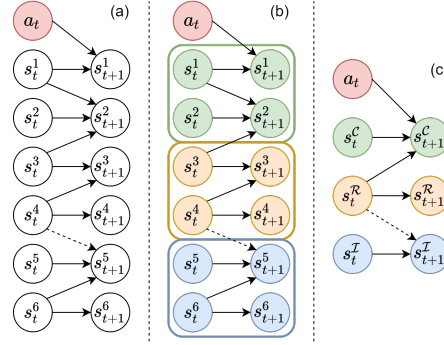 (a)
a_t
s_t^1 s_{t+1}^1
s_t^2 s_{t+1}^2
s_t^3 s_{t+1}^3
s_t^4 s_{t+1}^4
s_t^5 s_{t+1}^5
s_t^6 s_{t+1}^6
(b)
a_t
s_t^1 s_{t+1}^1
s_t^2 s_{t+1}^2
s_t^3 s_{t+1}^3
s_t^4 s_{t+1}^4
s_t^5 s_{t+1}^5
s_t^6 s_{t+1}^6
(c
a_t
s_t^C s_{t+1}^C
s_t^R s_{t+1}^R
s_t^I s_{t+1}^I